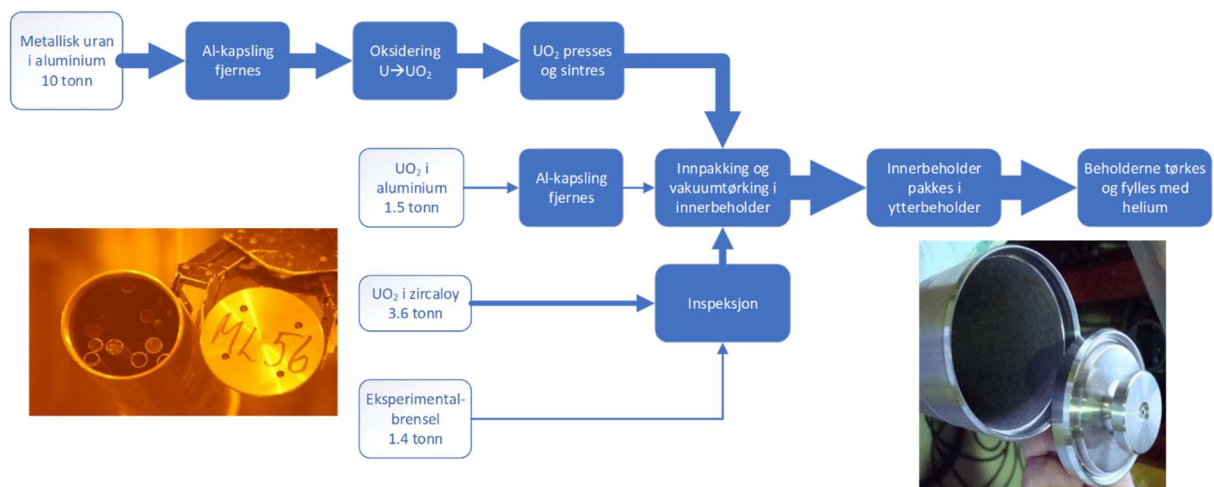 Metallisk uran
i aluminium
10 tonn
Al-kapsling
fjernes
Oksidering
U→UO₂
UO₂ presses
og sintres
UO₂ i
aluminium
1.5 tonn
Al-kapsling
fjernes
Innpakking og
vakuumtørking i
innerbeholder
Innerbeholder
pakkes i
ytterbeholder
Beholderne tørkes
og fylles med
helium
UO₂ i zircaloy
3.6 tonn
Inspeksjon
Eksperimental-
brensel
1.4 tonn
ML56